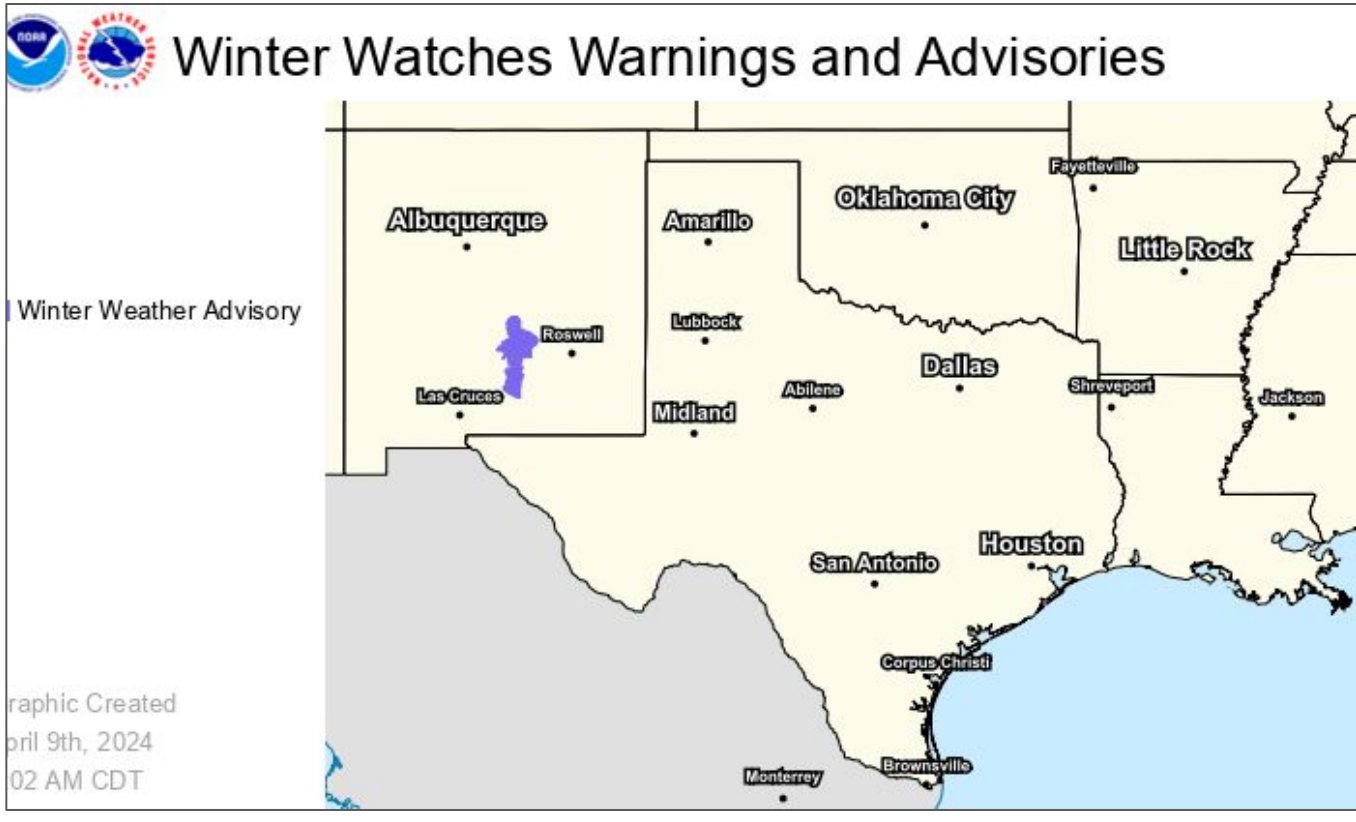 NOAA
NATIONAL WEATHER SERVICE
Winter Watches Warnings and Advisories
Fayetteville
Oklahoma City
Albuquerque
Amarillo
Little Rock
Winter Weather Advisory
Lubbock
Roswell
Dallas
Shreveport
Abilene
Las Cruces
Jackson
Midland
Houston
San Antonio
Corpus Christi
raphic Created
pril 9th, 2024
02 AM CDT
Brownsville
Monterrey